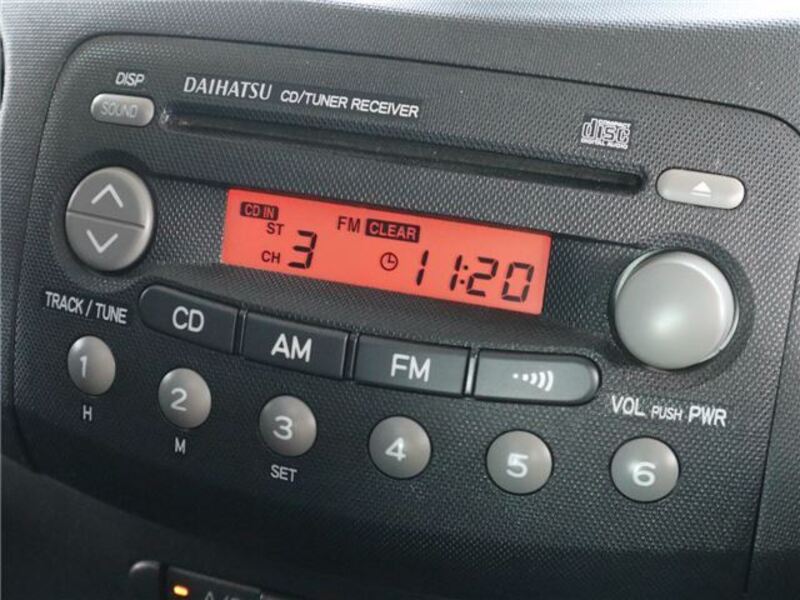 DISP
SOUND
DAIHATSU CD/TUNER RECEIVER
COMPACT
disc
DIGITAL AUDIO
CD IN
ST
CH 3
FM CLEAR
11:20
TRACK / TUNE
CD
AM
FM
VOL PUSH PWR
1
H
2
M
3
SET
4
5
6